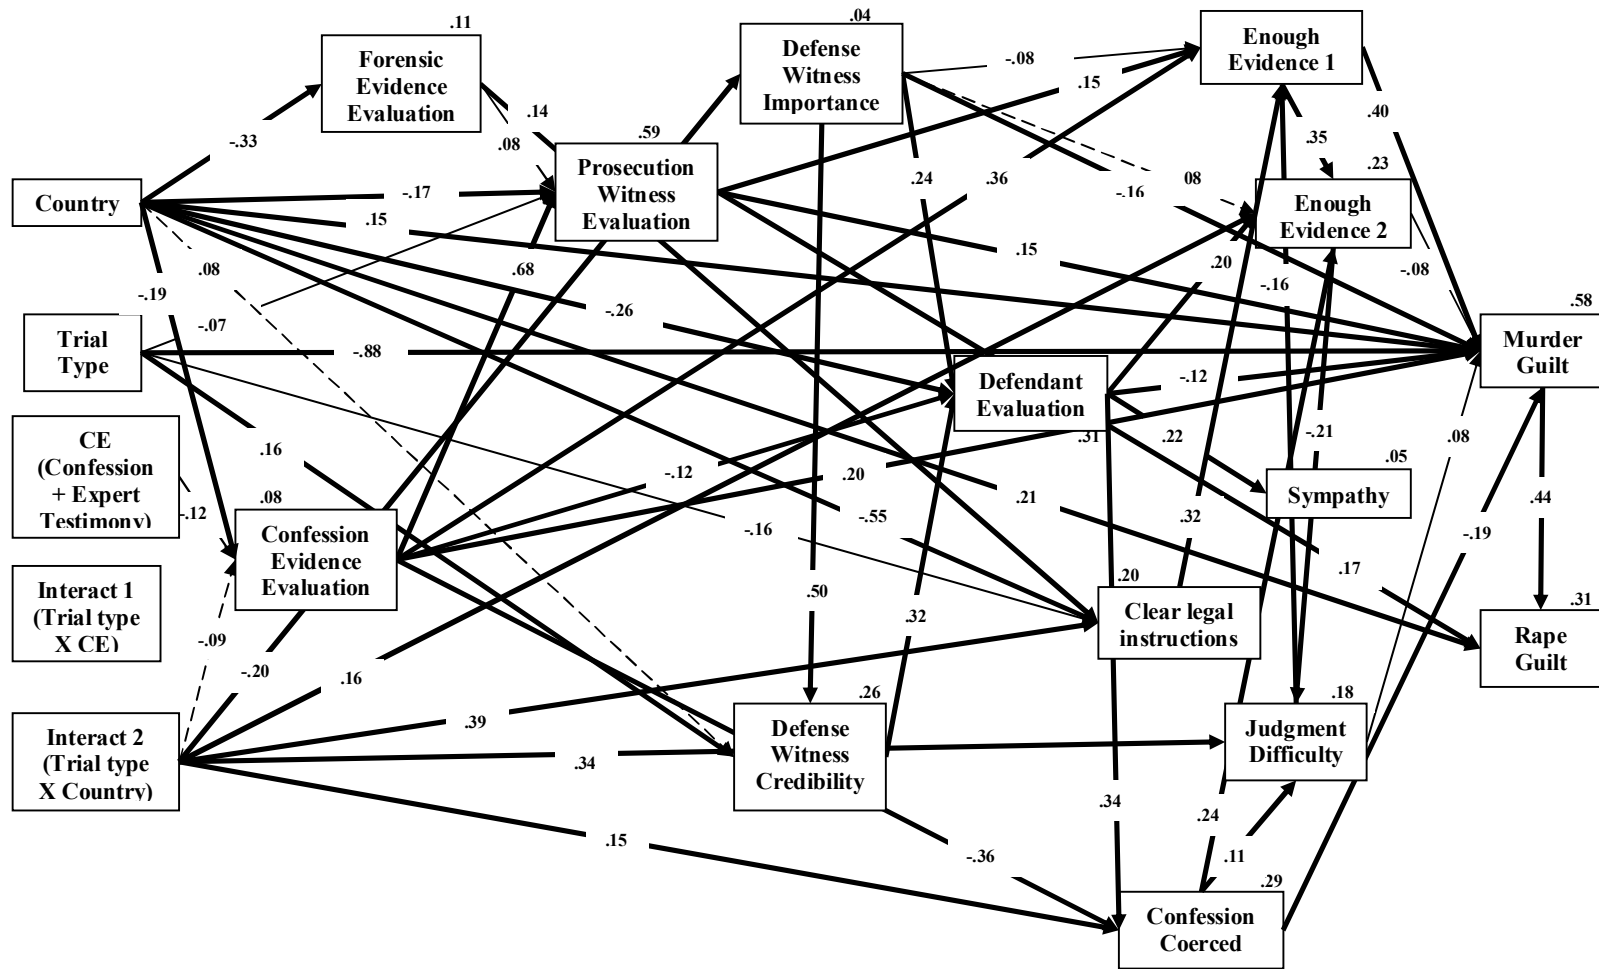 .11
.04
Forensic
Evidence
Evaluation
Defense
Witness
Importance
Enough
Evidence 1
-.08
.15
.40
.14
.08
.59
-.33
.35
.23
Prosecution
Witness
Evaluation
Country
-.17
.15
.24
.36
-.16
08
Enough
Evidence 2
.08
.68
-.19
.20
.15
-.16
-.08
-.26
.58
Trial
Type
-.07
-.88
Murder
Guilt
Defendant
Evaluation
-.12
CE
(Confession
+ Expert
Testimony)
.16
.31
.22
-.21
.08
.05
-.12
.08
-.12
.20
.21
Sympathy
.44
-.55
-.16
.32
-.19
Confession
Evidence
Evaluation
Interact 1
(Trial type
X CE)
.50
.32
.20
.17
.31
Clear legal
instructions
Rape
Guilt
-.09
-.20
.16
.39
.26
.18
Interact 2
(Trial type
X Country)
.34
Defense
Witness
Credibility
Judgment
Difficulty
.34
.24
.15
-.36
.11
.29
Confession
Coerced